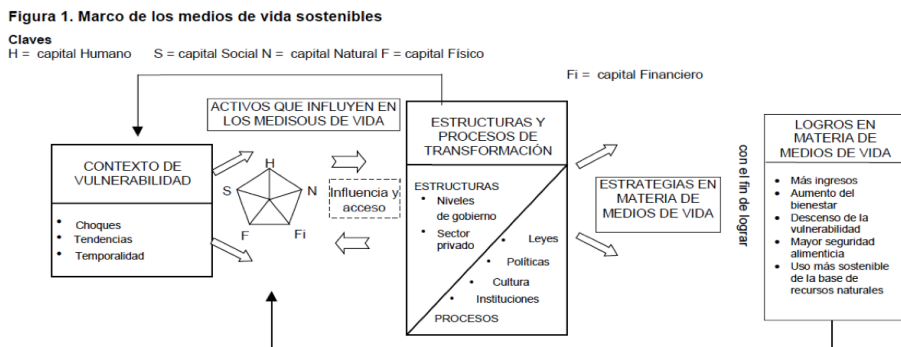 Figura 1. Marco de los medios de vida sostenibles
Claves
H = capital Humano S = capital Social N = capital Natural F = capital Físico
Fi = capital Financiero
ACTIVOS QUE INFLUYEN EN
LOS MEDISOUS DE VIDA
CONTEXTO DE
VULNERABILIDAD
• Choques
• Tendencias
• Temporalidad
H
S
N
F
Fi
Influencia y
acceso
ESTRUCTURAS Y
PROCESOS DE
TRANSFORMACIÓN
ESTRUCTURAS
• Niveles
de gobierno
• Sector
privado
• Leyes
• Políticas
• Cultura
• Instituciones
PROCESOS
ESTRATEGIAS EN
MATERIA DE
MEDIOS DE VIDA
con el fin de lograr
LOGROS EN
MATERIA DE
MEDIOS DE VIDA
• Más ingresos
• Aumento del
bienestar
• Descenso de la
vulnerabilidad
• Mayor seguridad
alimenticia
• Uso más sostenible
de la base de
recursos naturales